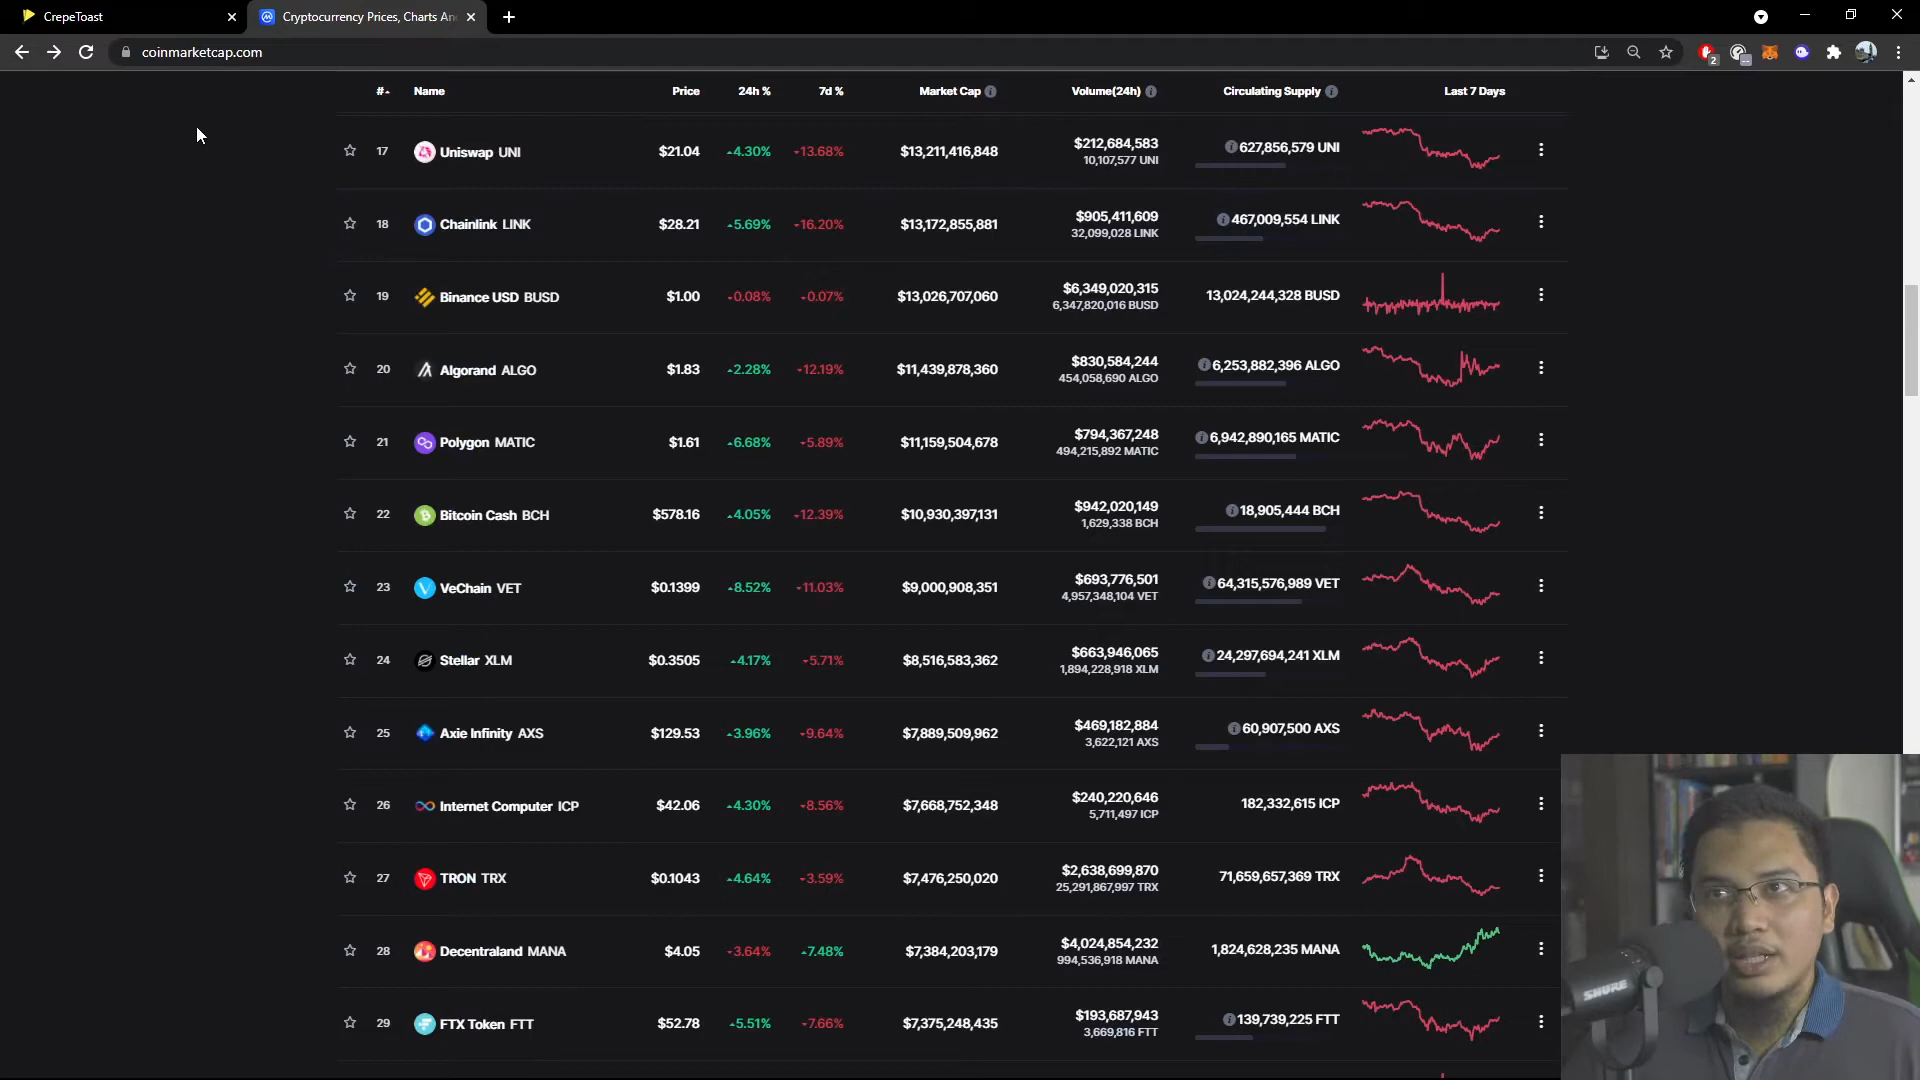 CrepeToast
Cryptocurrency Prices, Charts An
coinmarketcap.com
2
# Name Price 24h % 7d % Market Cap Volume(24h) Circulating Supply Last 7 Days
17 Uniswap UNI $21.04 4.30% 13.68% $13,211,416,848 $212,684,583 627,856,579 UNI
10,107,577 UNI
18 Chainlink LINK $28.21 5.69% 16.20% $13,172,855,881 $905,411,609 467,009,554 LINK
32,099,028 LINK
19 Binance USD BUSD $1.00 0.08% 0.07% $13,026,707,060 $6,349,020,315 13,024,244,328 BUSD
6,347,820,016 BUSD
20 Algorand ALGO $1.83 2.28% 12.19% $11,439,878,360 $830,584,244 6,253,882,396 ALGO
454,058,690 ALGO
21 Polygon MATIC $1.61 6.68% 5.89% $11,159,504,678 $794,367,248 6,942,890,165 MATIC
494,215,892 MATIC
22 Bitcoin Cash BCH $578.16 4.05% 12.39% $10,930,397,131 $942,020,149 18,905,444 BCH
1,629,338 BCH
23 VeChain VET $0.1399 8.52% 11.03% $9,000,908,351 $693,776,501 64,315,576,989 VET
4,957,348,104 VET
24 Stellar XLM $0.3505 4.17% 5.71% $8,516,583,362 $663,946,065 24,297,694,241 XLM
1,894,228,918 XLM
25 Axie Infinity AXS $129.53 3.96% 9.64% $7,889,509,962 $469,182,884 60,907,500 AXS
3,622,121 AXS
26 Internet Computer ICP $42.06 4.30% 8.56% $7,668,752,348 $240,220,646 182,332,615 ICP
5,711,497 ICP
27 TRON TRX $0.1043 4.64% 3.59% $7,476,250,020 $2,638,699,870 71,659,657,369 TRX
25,291,867,997 TRX
28 Decentraland MANA $4.05 3.64% 7.48% $7,384,203,179 $4,024,854,232 1,824,628,235 MANA
994,536,918 MANA
29 FTX Token FTT $52.78 5.51% 7.66% $7,375,248,435 $193,687,943 139,739,225 FTT
3,669,816 FTT
SHURE